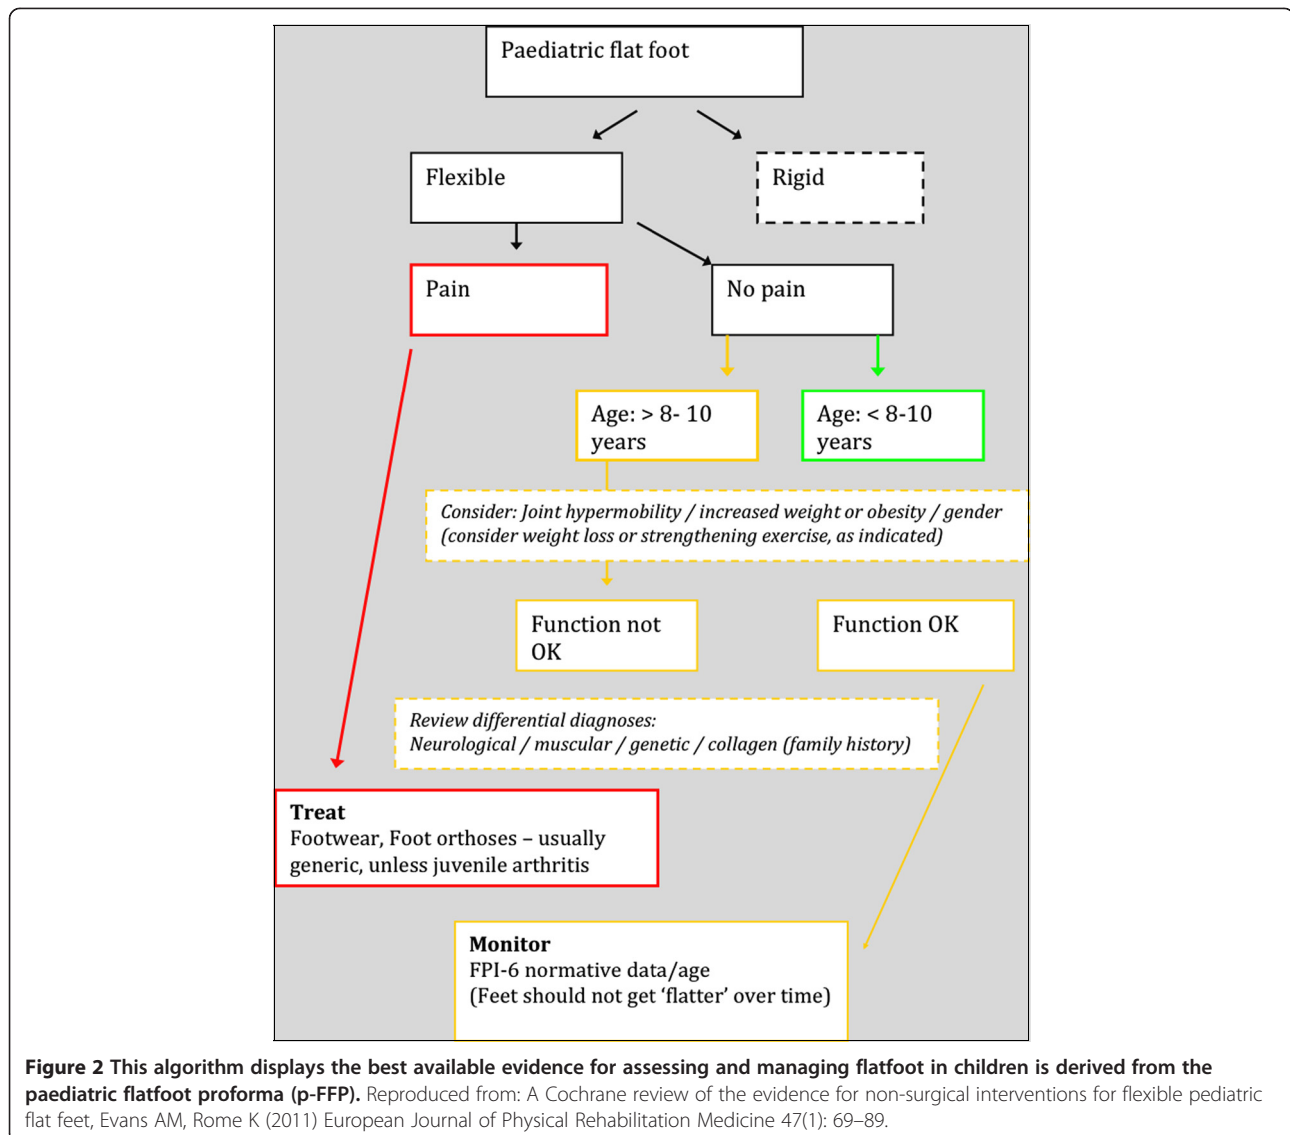 Paediatric flat foot
Flexible
Rigid
Pain
No pain
Age: > 8- 10
years
Age: < 8-10
years
Consider: Joint hypermobility / increased weight or obesity / gender
(consider weight loss or strengthening exercise, as indicated)
Function not
OK
Function OK
Review differential diagnoses:
Neurological / muscular / genetic / collagen (family history)
Treat
Footwear, Foot orthoses – usually
generic, unless juvenile arthritis
Monitor
FPI-6 normative data/age
(Feet should not get ‘flatter’ over time)
Figure 2 This algorithm displays the best available evidence for assessing and managing flatfoot in children is derived from the
paediatric flatfoot proforma (p-FFP). Reproduced from: A Cochrane review of the evidence for non-surgical interventions for flexible pediatric
flat feet, Evans AM, Rome K (2011) European Journal of Physical Rehabilitation Medicine 47(1): 69–89.